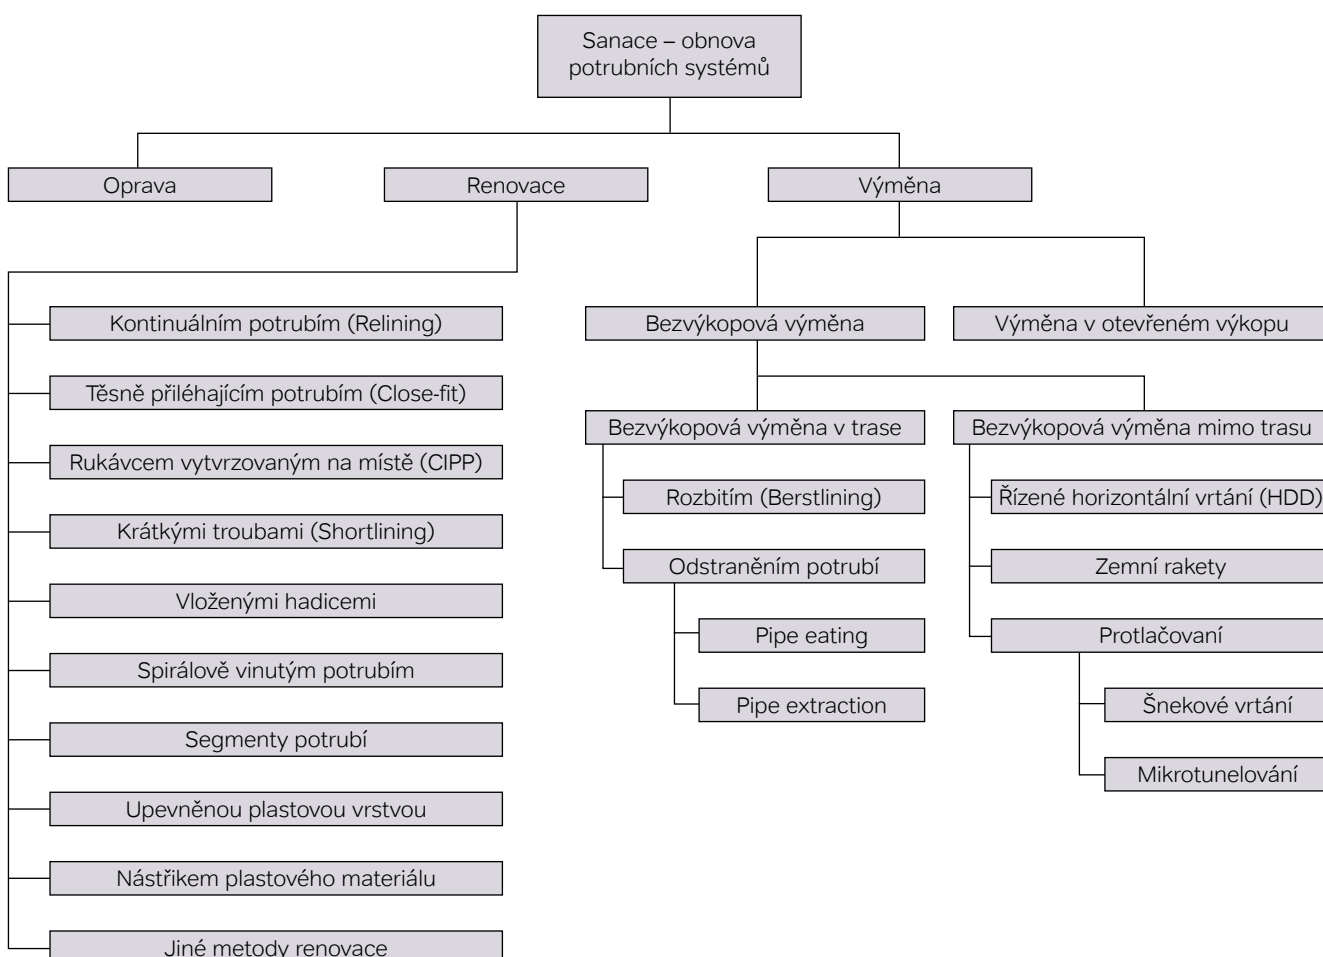 Sanace – obnova
potrubních systémů
Oprava
Renovace
Výměna
Kontinuálním potrubím (Relining)
Těsně přiléhajícím potrubím (Close-fit)
Rukávcem vytvrzovaným na místě (CIPP)
Krátkými troubami (Shortlining)
Vloženými hadicemi
Spirálově vinutým potrubím
Segmenty potrubí
Upevněnou plastovou vrstvou
Nástřikem plastového materiálu
Jiné metody renovace
Bezvýkopová výměna
Výměna v otevřeném výkopu
Bezvýkopová výměna v trase
Rozbitím (Berstlining)
Odstraněním potrubí
Pipe eating
Pipe extraction
Bezvýkopová výměna mimo trasu
Řízené horizontální vrtání (HDD)
Zemní rakety
Protlačovaní
Šnekové vrtání
Mikrotunelování